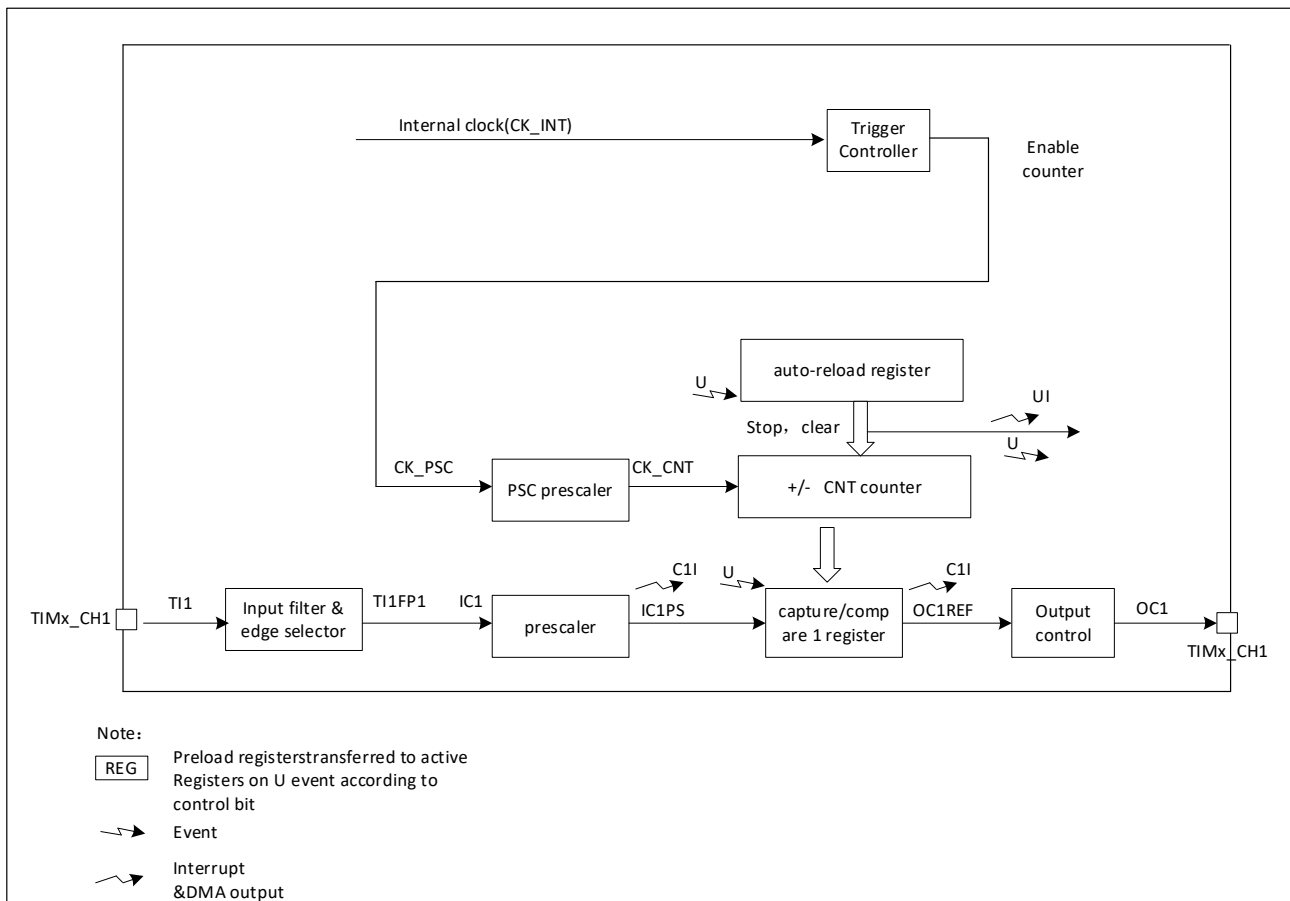 Internal clock(CK_INT)
Trigger
Controller
Enable
counter
auto-reload register
U
UI
Stop，clear
U
CK_PSC
PSC prescaler
CK_CNT
+/-   CNT counter
TIMx_CH1
TI1
Input filter &
edge selector
TI1FP1
IC1
prescaler
C1I
IC1PS
U
capture/comp
are 1 register
C1I
OC1REF
Output
control
OC1
TIMx_CH1
Note：
REG
Preload registerstransferred to active
Registers on U event according to
control bit
Event
Interrupt
&DMA output